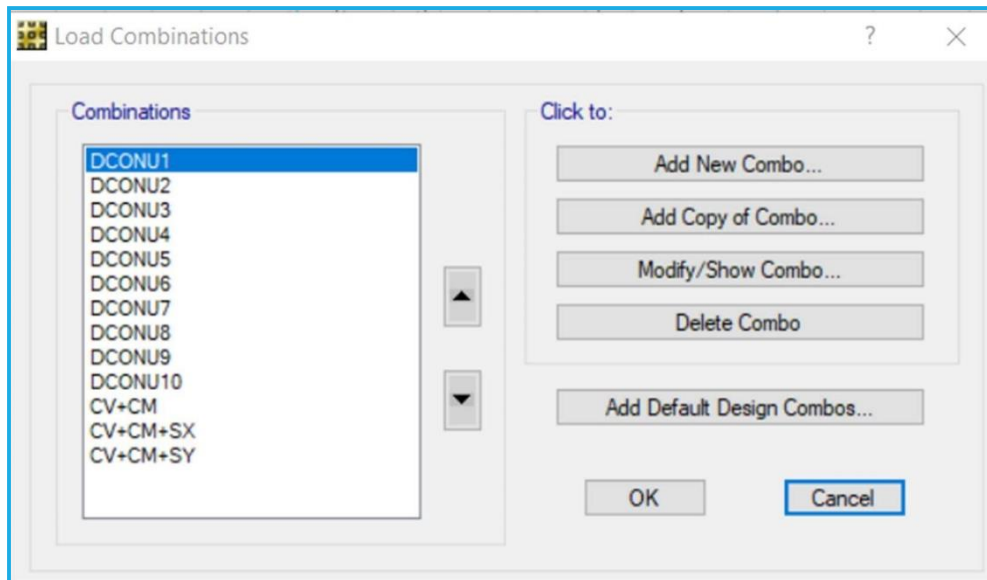 Load Combinations
?
Combinations
DCONU1
DCONU2
DCONU3
DCONU4
DCONU5
DCONU6
DCONU7
DCONU8
DCONU9
DCONU10
CV+CM
CV+CM+SX
CV+CM+SY
Click to:
Add New Combo...
Add Copy of Combo...
Modify/Show Combo...
Delete Combo
Add Default Design Combos...
OK
Cancel